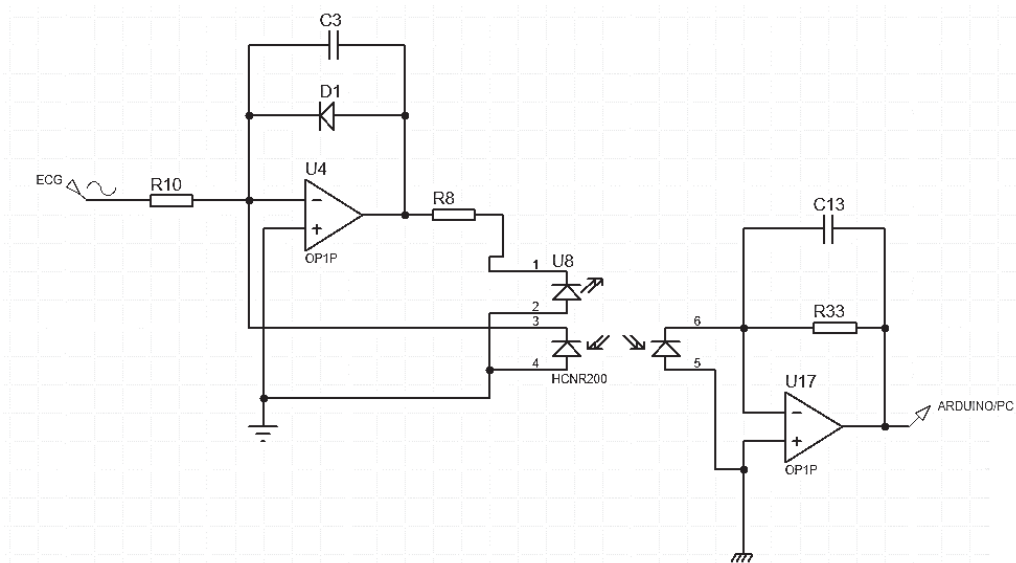 C3
D1
U4
ECG
R10
R8
-
+
OP1P
C13
1
U8
2
3
6
R33
4
5
HCNR200
U17
ARDUINO/PC
-
+
OP1P